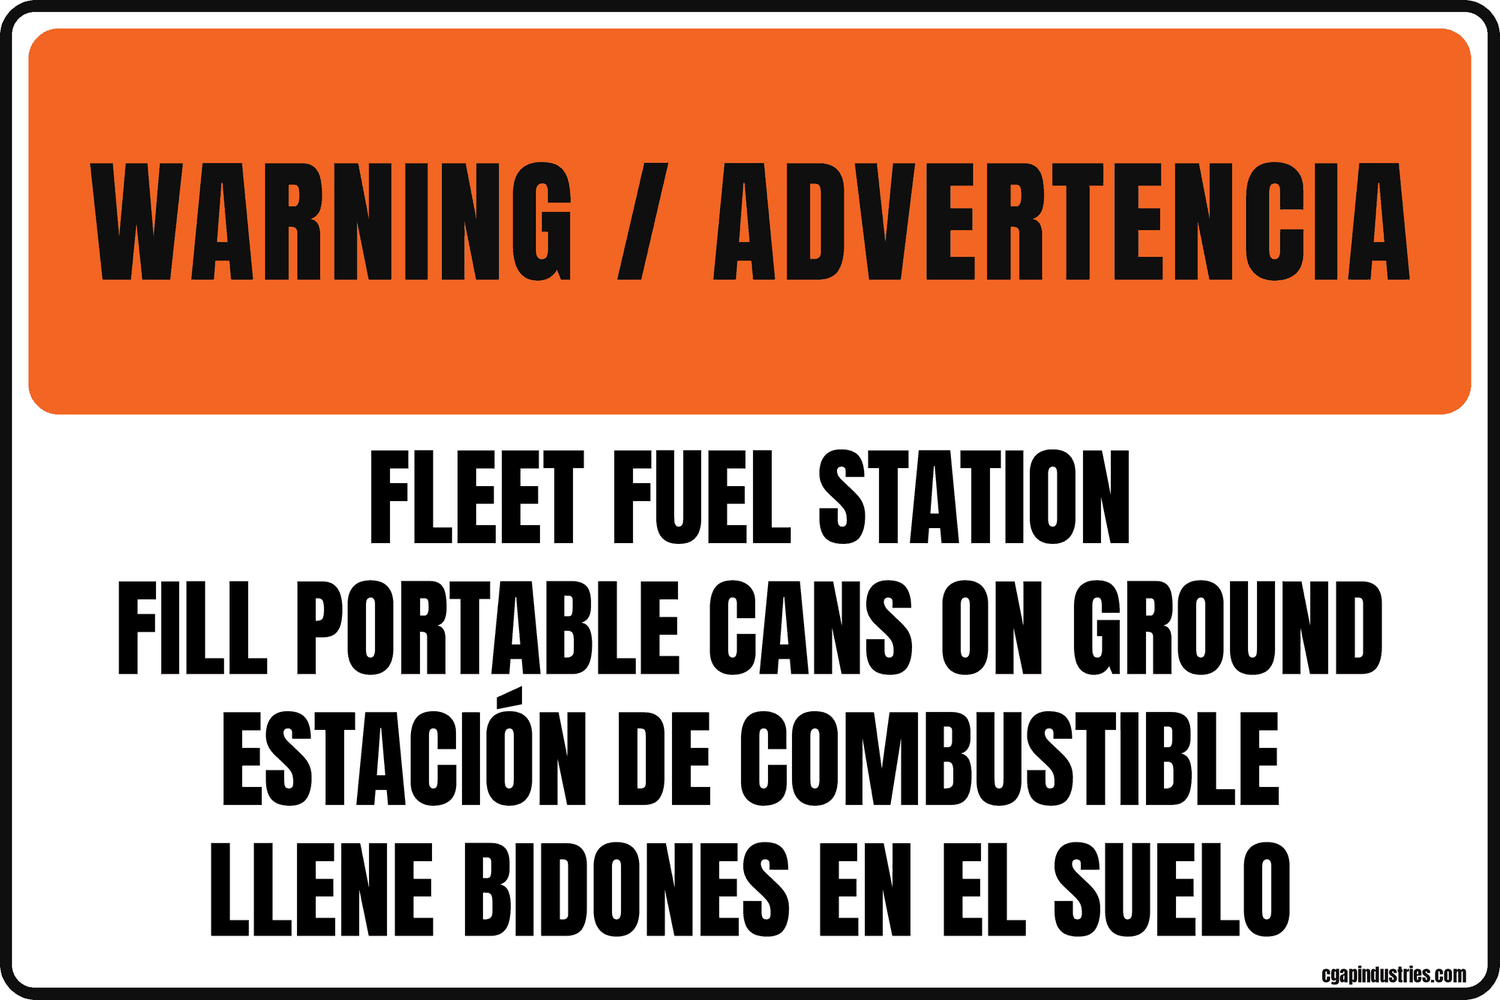 WARNING / ADVERTENCIA
FLEET FUEL STATION
FILL PORTABLE CANS ON GROUND
ESTACIÓN DE COMBUSTIBLE
LLENE BIDONES EN EL SUELO
cgapindustries.com